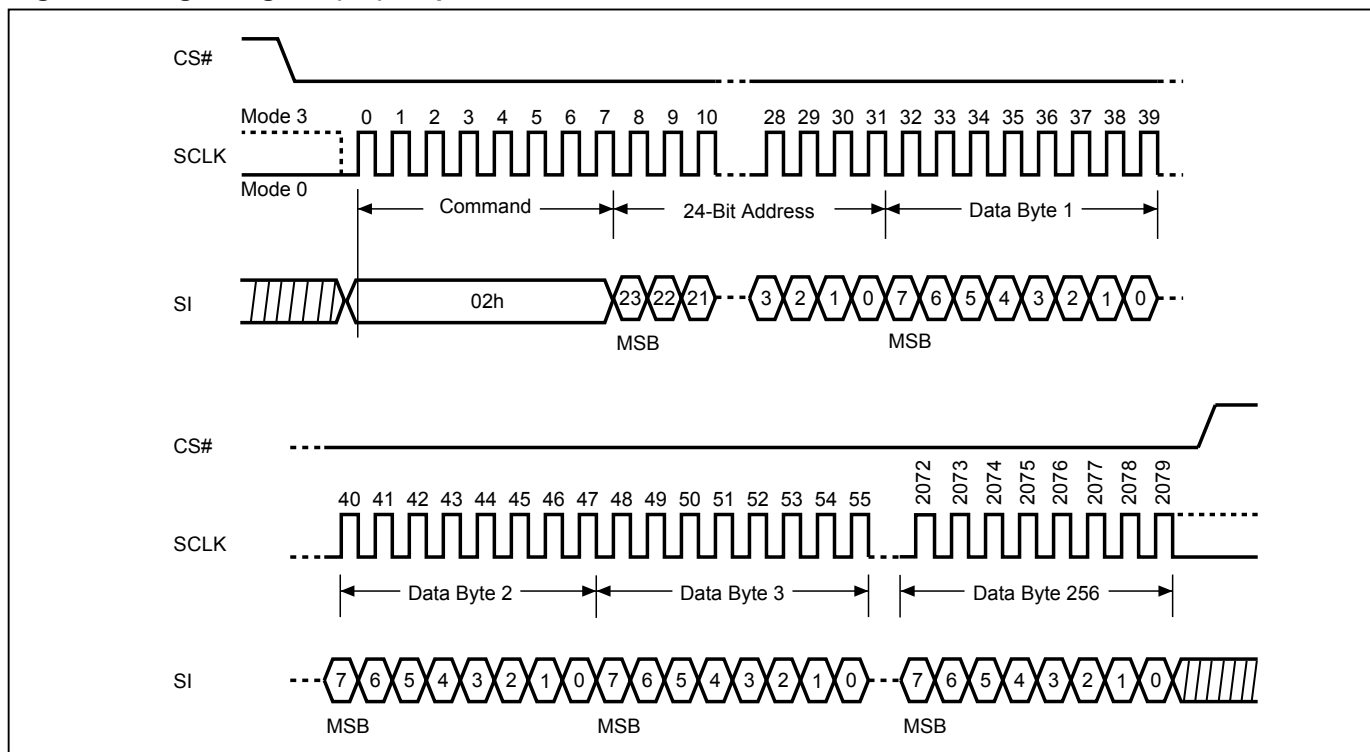 CS#
Mode 3
0 1 2 3 4 5 6 7 8 9 10 28 29 30 31 32 33 34 35 36 37 38 39
SCLK
Mode 0
Command 24-Bit Address Data Byte 1
SI 02h 23 22 21 3 2 1 0 7 6 5 4 3 2 1 0
MSB MSB
CS#
40 41 42 43 44 45 46 47 48 49 50 51 52 53 54 55 2072 2073 2074 2075 2076 2077 2078 2079
SCLK
Data Byte 2 Data Byte 3 Data Byte 256
SI 7 6 5 4 3 2 1 0 7 6 5 4 3 2 1 0 7 6 5 4 3 2 1 0
MSB MSB MSB